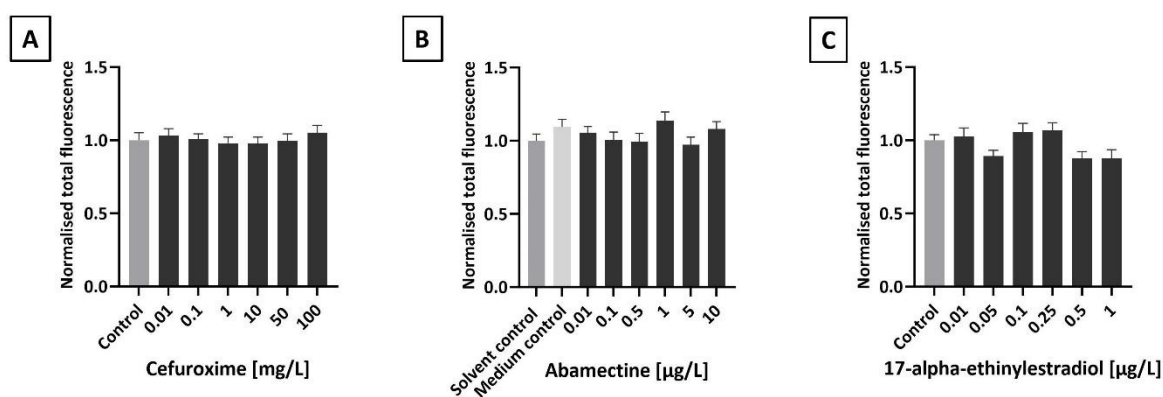 A
Normalised total fluorescence
1.5
1.0
0.5
0.0
Control
0.01
0.1
1
10
50
100
Cefuroxime [mg/L]
B
Normalised total fluorescence
1.5
1.0
0.5
0.0
Solvent control
Medium control
0.01
0.1
0.5
1
5
10
Abamectine [µg/L]
C
Normalised total fluorescence
1.5
1.0
0.5
0.0
Control
0.01
0.05
0.1
0.25
0.5
1
17-alpha-ethinylestradiol [µg/L]